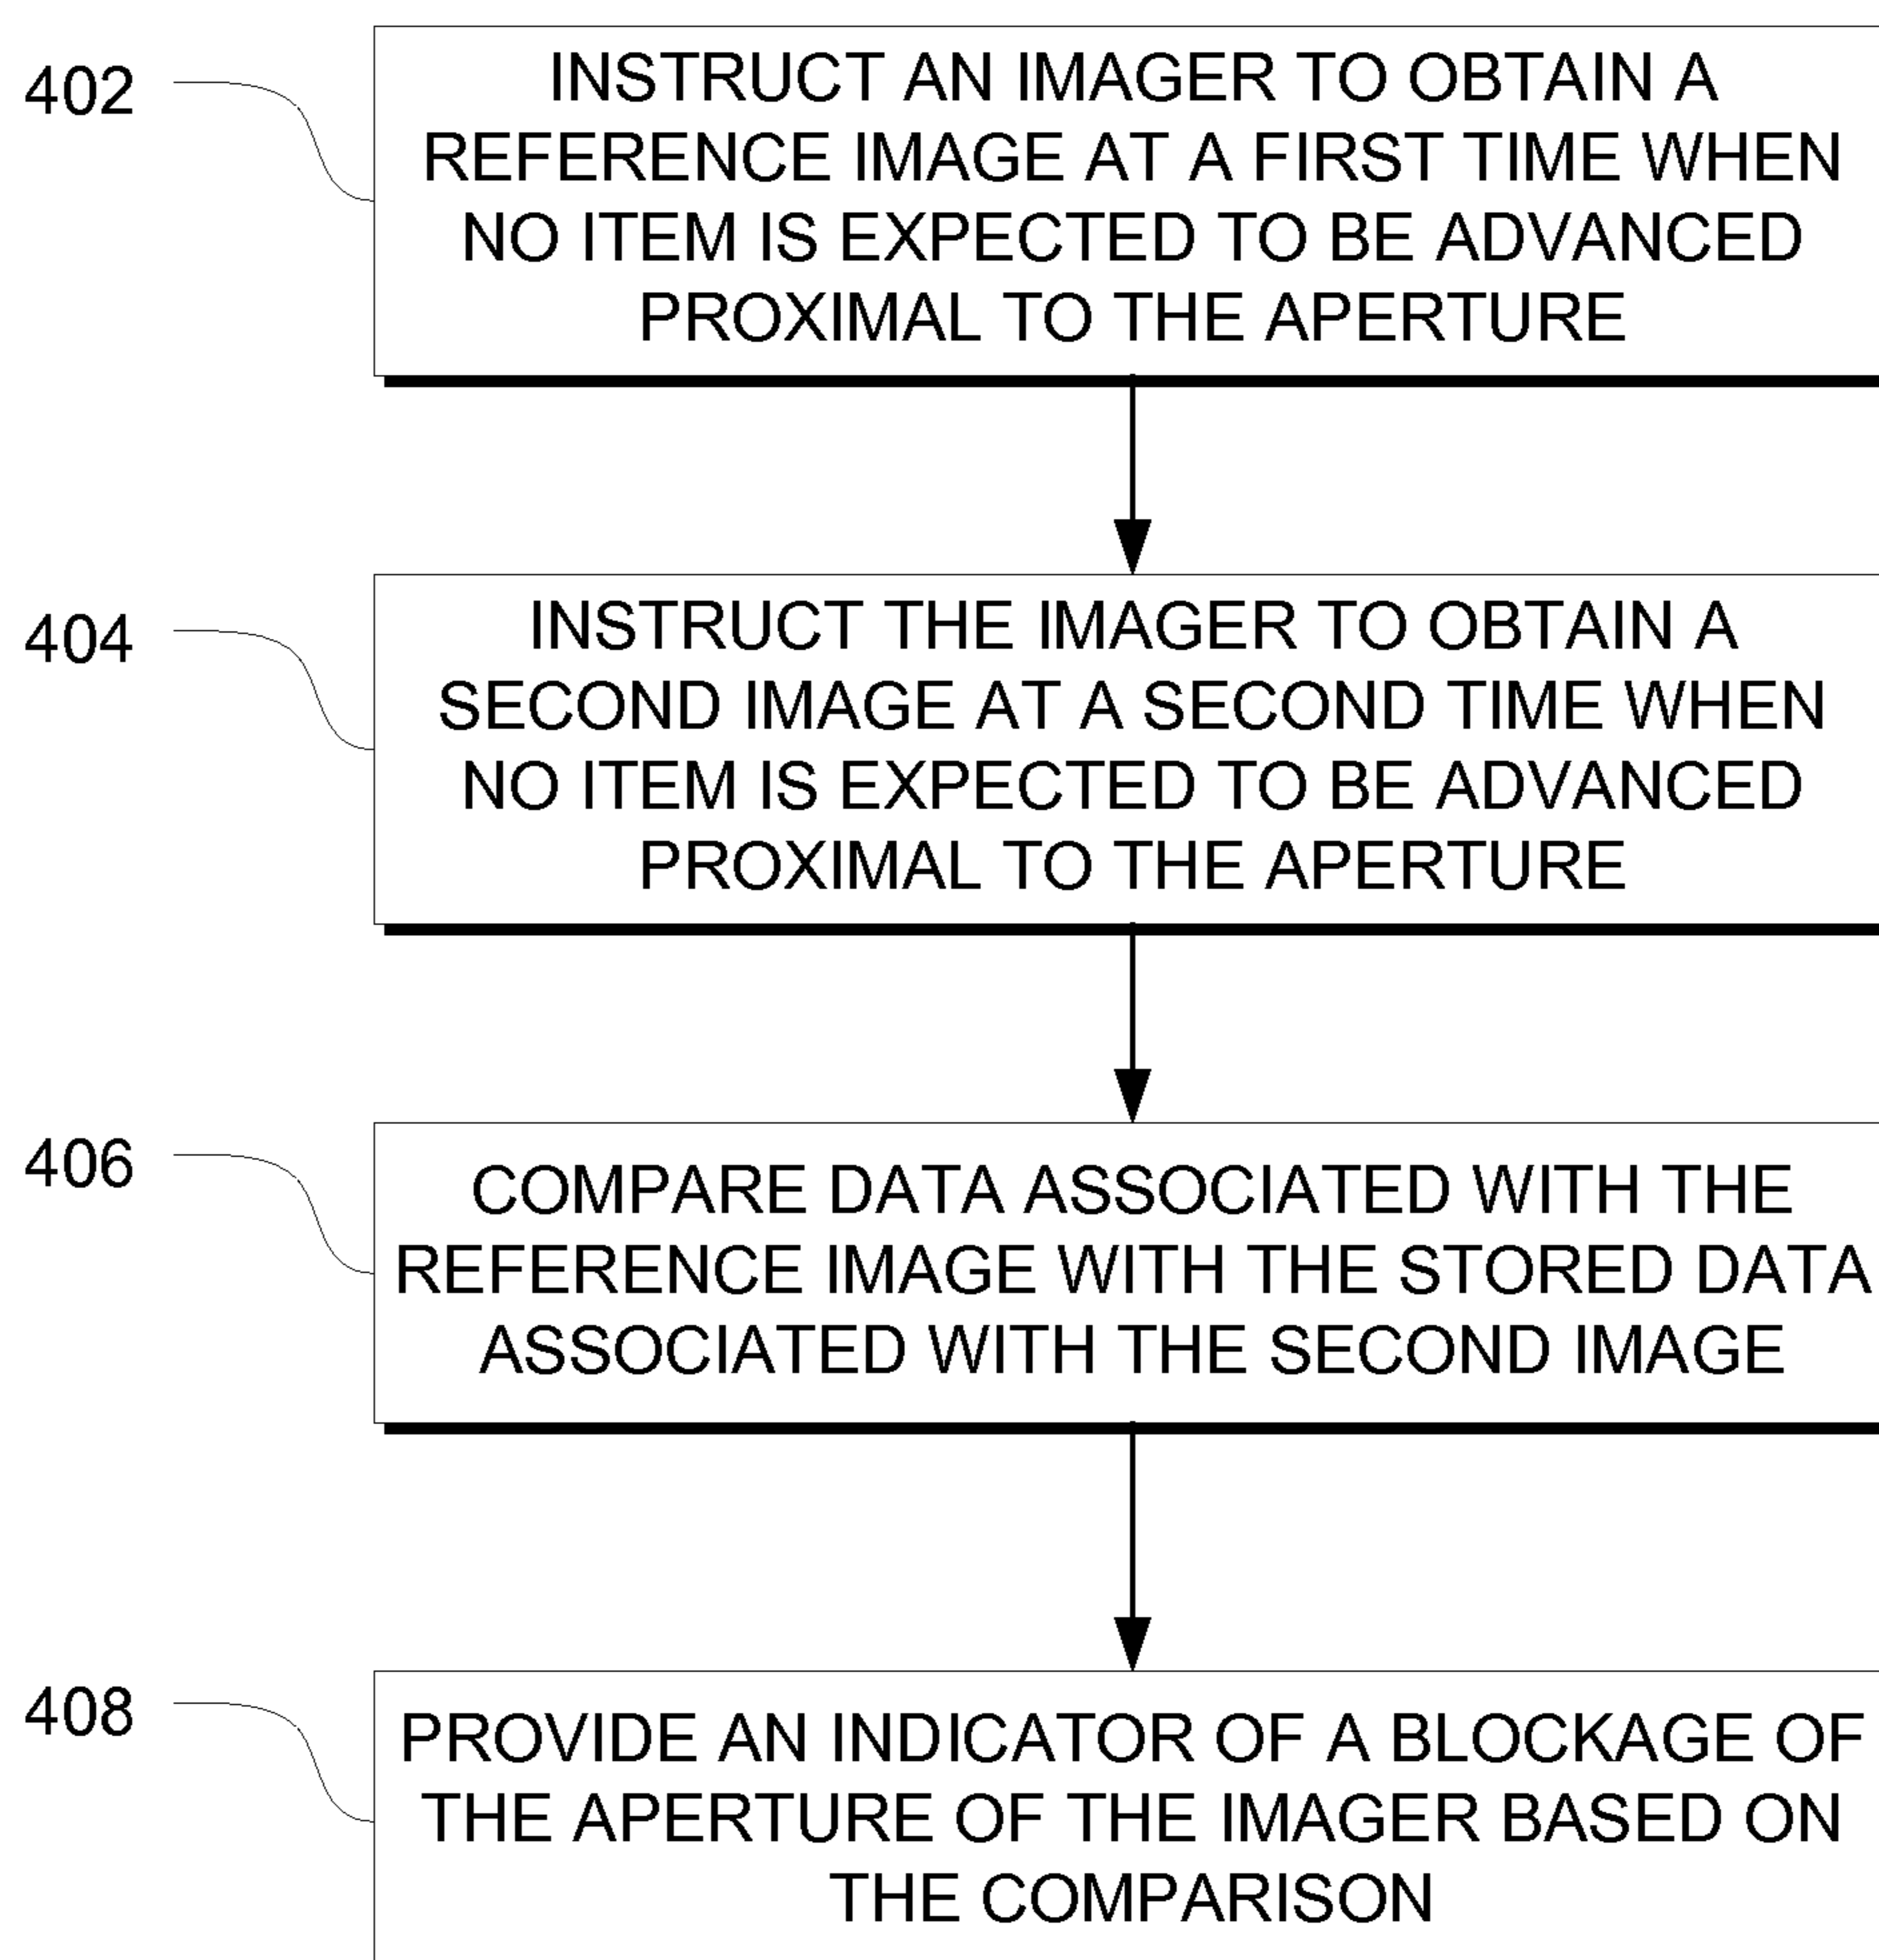 402
INSTRUCT AN IMAGER TO OBTAIN A
REFERENCE IMAGE AT A FIRST TIME WHEN
NO ITEM IS EXPECTED TO BE ADVANCED
PROXIMAL TO THE APERTURE
404
INSTRUCT THE IMAGER TO OBTAIN A
SECOND IMAGE AT A SECOND TIME WHEN
NO ITEM IS EXPECTED TO BE ADVANCED
PROXIMAL TO THE APERTURE
406
COMPARE DATA ASSOCIATED WITH THE
REFERENCE IMAGE WITH THE STORED DATA
ASSOCIATED WITH THE SECOND IMAGE
408
PROVIDE AN INDICATOR OF A BLOCKAGE OF
THE APERTURE OF THE IMAGER BASED ON
THE COMPARISON